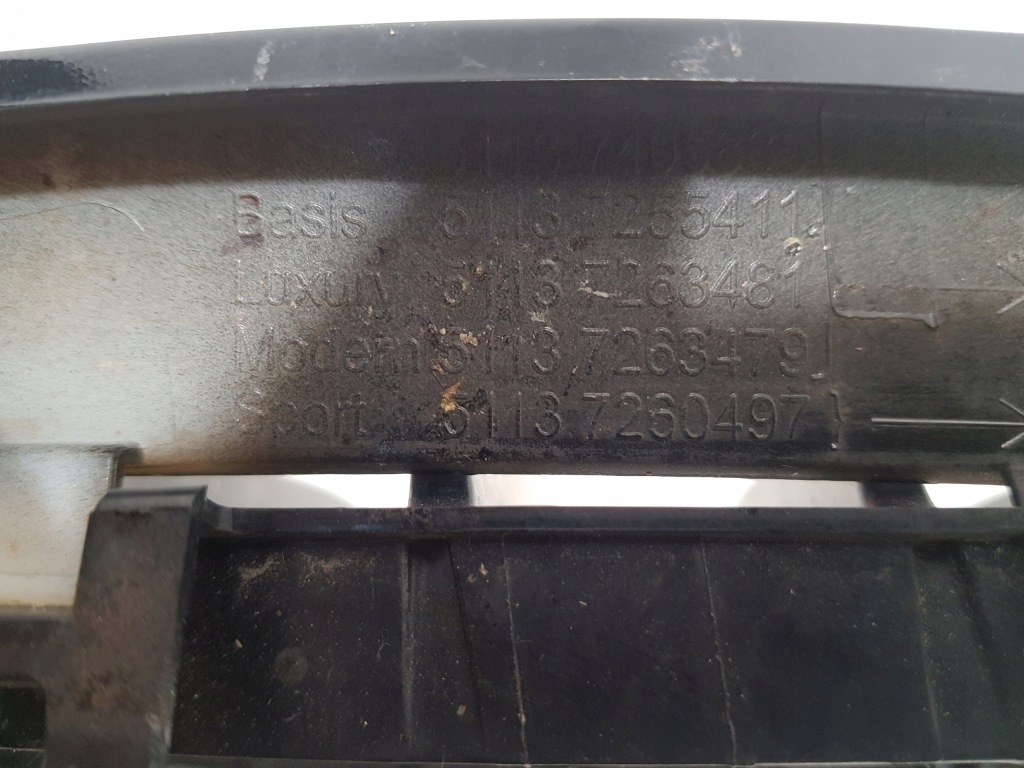 Basis 5113 7255411
Luxury 5113 7263481
Modern 5113 7263479
Sport 5113 7260497